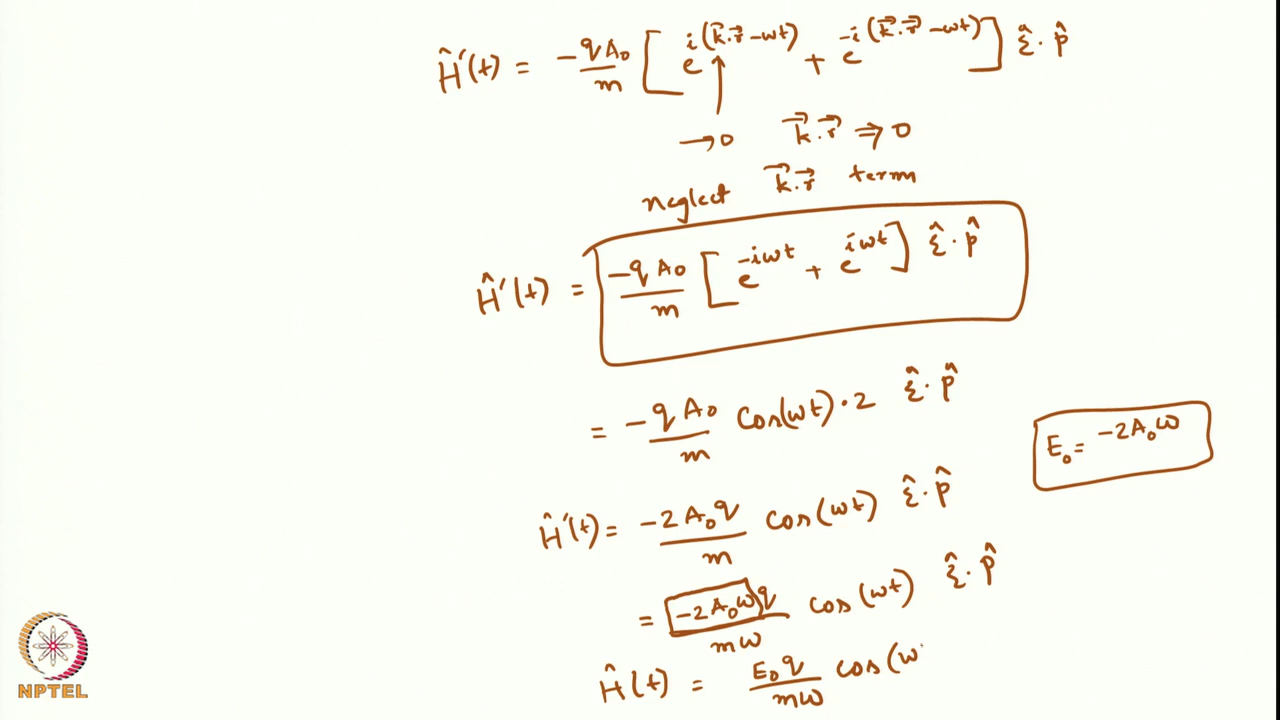 Ĥ′(t) = -qA₀/m [e^{i(k⃗.r⃗-ωt)} + e^{-i(k⃗.r⃗-ωt)}] ε̂.p̂
→0 k⃗.r⃗ ⇒ 0
neglect k⃗.r⃗ term
Ĥ′(t) = -qA₀/m [e^{-iωt} + e^{iωt}] ε̂.p̂
= -qA₀/m Cos(ωt)·2 ε̂.p̂
E₀ = -2A₀ω
Ĥ′(t) = -2A₀q/m cos(ωt) ε̂.p̂
= -2A₀ωq/mω cos(ωt) ε̂.p̂
Ĥ(t) = E₀q/mω cos(ω
NPTEL